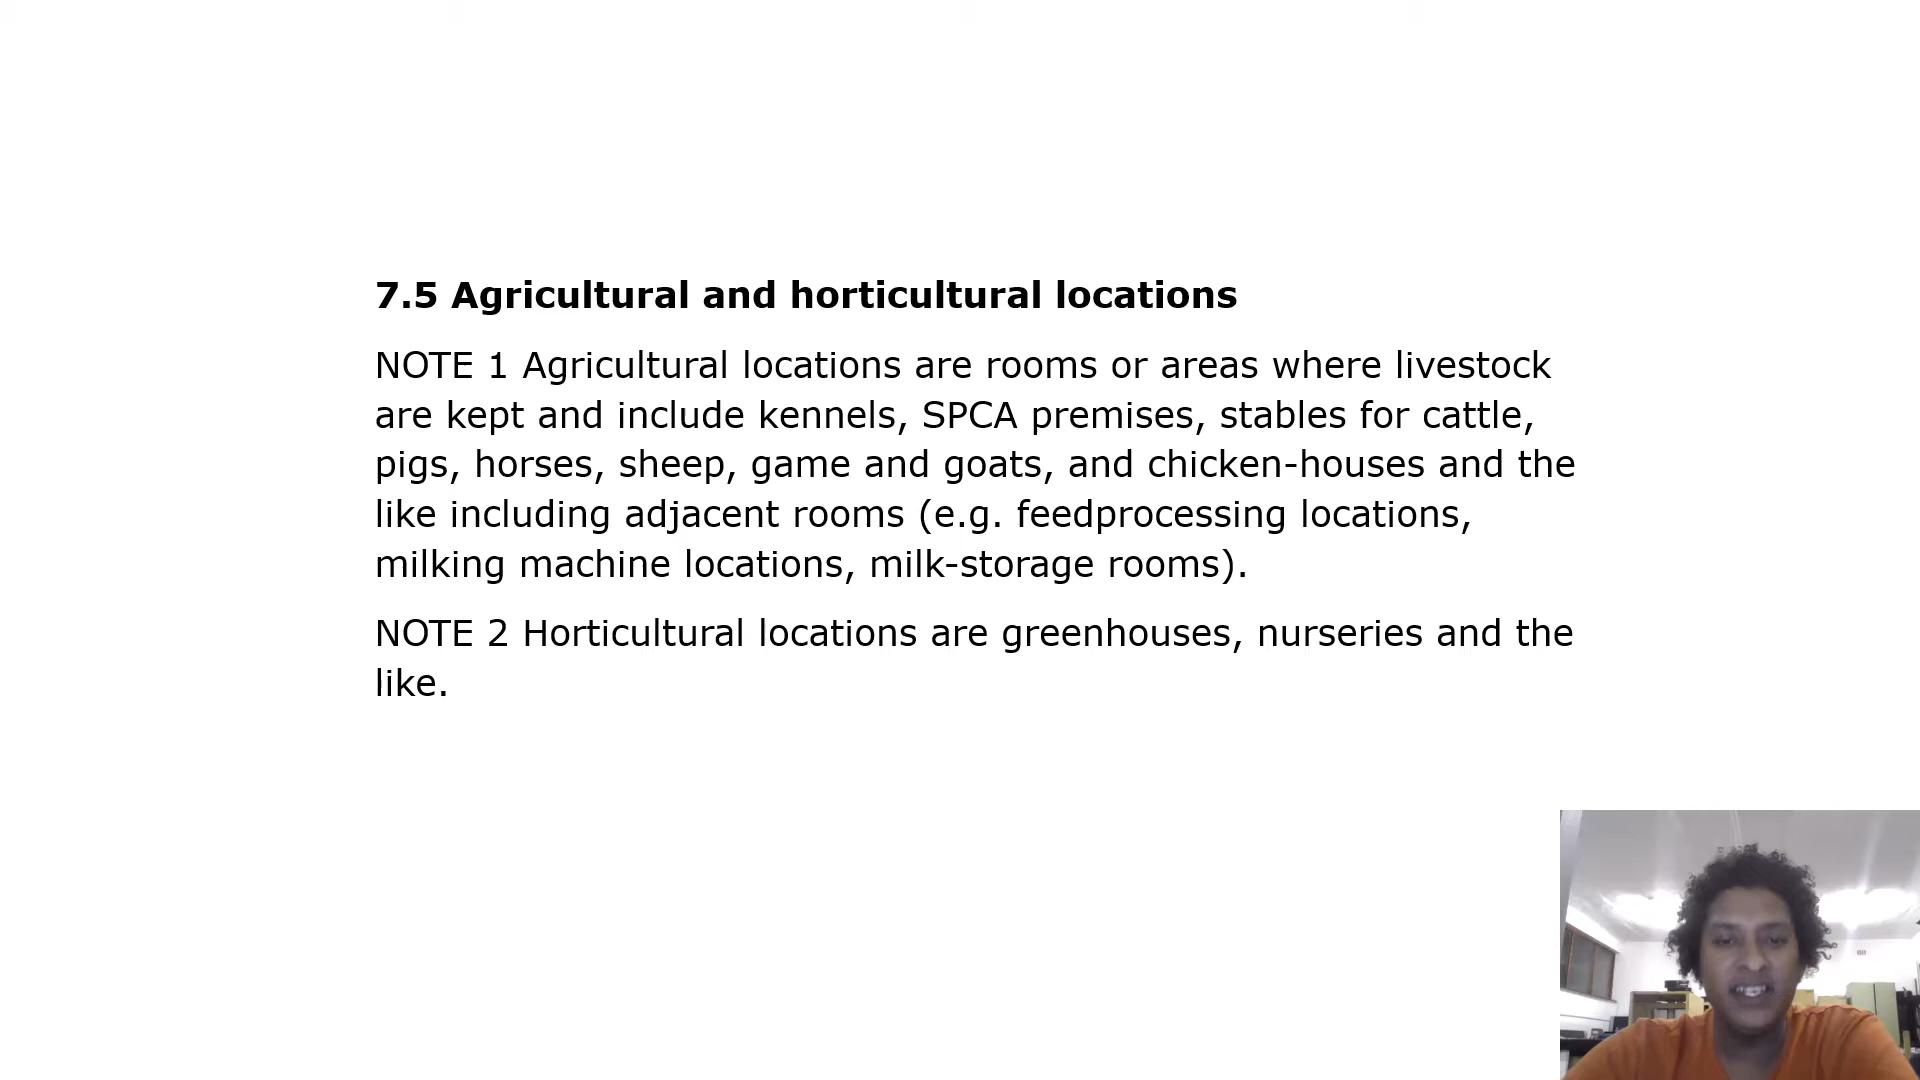 7.5 Agricultural and horticultural locations
NOTE 1 Agricultural locations are rooms or areas where livestock
are kept and include kennels, SPCA premises, stables for cattle,
pigs, horses, sheep, game and goats, and chicken-houses and the
like including adjacent rooms (e.g. feedprocessing locations,
milking machine locations, milk-storage rooms).
NOTE 2 Horticultural locations are greenhouses, nurseries and the
like.